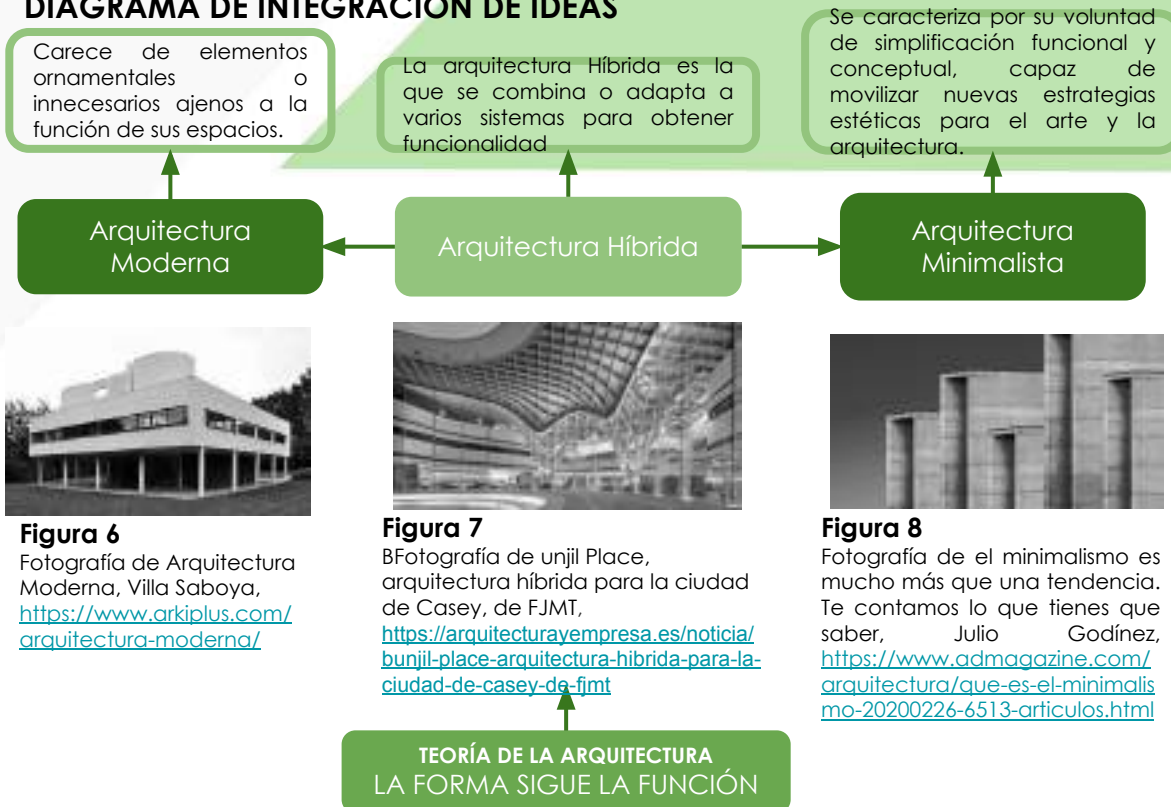 DIAGRAMA DE INTEGRACIÓN DE IDEAS
Carece de elementos
ornamentales o
innecesarios ajenos a la
función de sus espacios.
La arquitectura Híbrida es la
que se combina o adapta a
varios sistemas para obtener
funcionalidad
Se caracteriza por su voluntad
de simplificación funcional y
conceptual, capaz de
movilizar nuevas estrategias
estéticas para el arte y la
arquitectura.
Arquitectura
Moderna
Arquitectura Híbrida
Arquitectura
Minimalista
Figura 6
Fotografía de Arquitectura
Moderna, Villa Saboya,
https://www.arkiplus.com/
arquitectura-moderna/
Figura 7
BFotografía de unjil Place,
arquitectura híbrida para la ciudad
de Casey, de FJMT,
https://arquitecturayempresa.es/noticia/
bunjil-place-arquitectura-hibrida-para-la-
ciudad-de-casey-de-fjmt
Figura 8
Fotografía de el minimalismo es
mucho más que una tendencia.
Te contamos lo que tienes que
saber, Julio Godínez,
https://www.admagazine.com/
arquitectura/que-es-el-minimalis
mo-20200226-6513-articulos.html
TEORÍA DE LA ARQUITECTURA
LA FORMA SIGUE LA FUNCIÓN